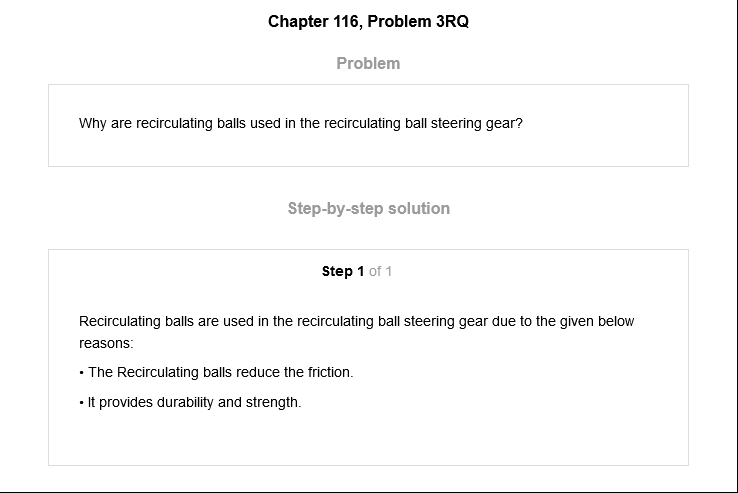 Chapter 116, Problem 3RQ
Problem
Why are recirculating balls used in the recirculating ball steering gear?
Step-by-step solution
Step 1 of 1
Recirculating balls are used in the recirculating ball steering gear due to the given below
reasons:
• The Recirculating balls reduce the friction.
• It provides durability and strength.